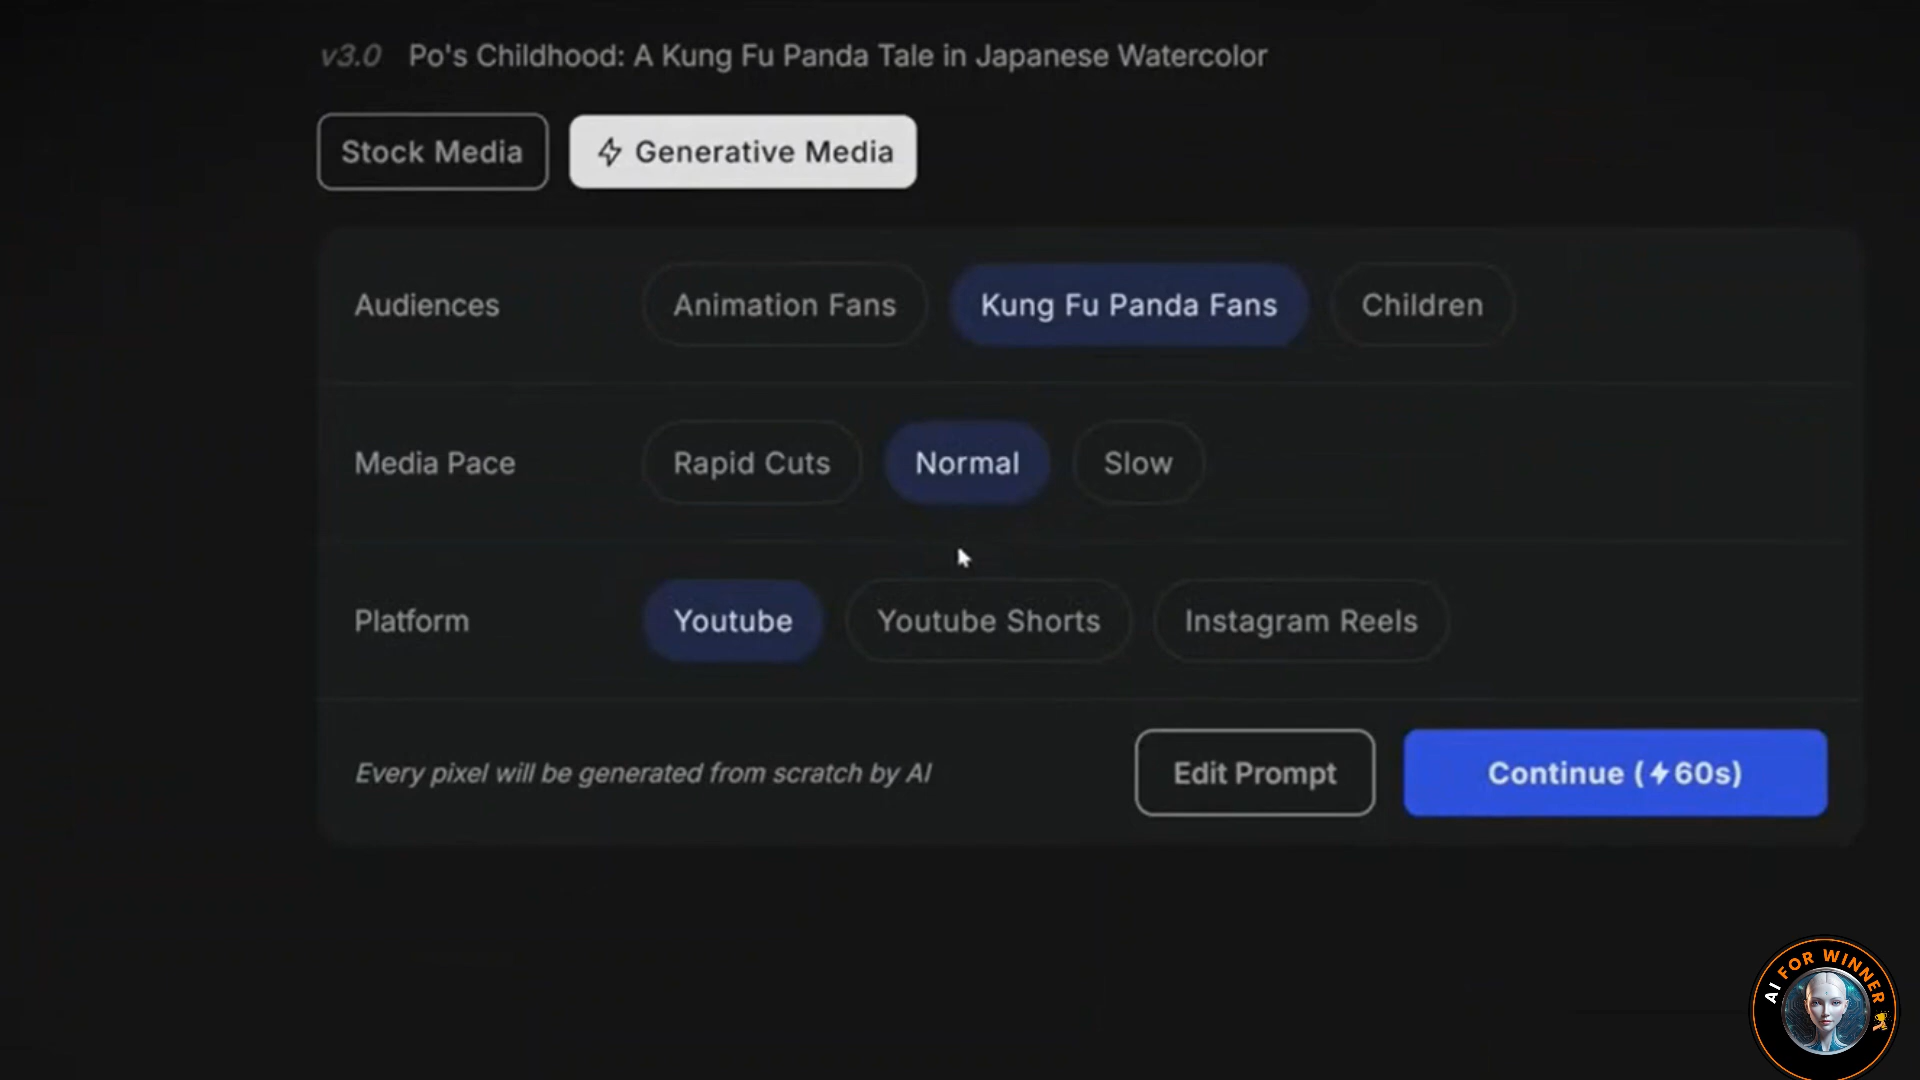 v3.0 Po's Childhood: A Kung Fu Panda Tale in Japanese Watercolor
Stock Media Generative Media
Audiences Animation Fans Kung Fu Panda Fans Children
Media Pace Rapid Cuts Normal Slow
Platform Youtube Youtube Shorts Instagram Reels
Every pixel will be generated from scratch by AI Edit Prompt Continue (⚡60s)
AI FOR WINNER